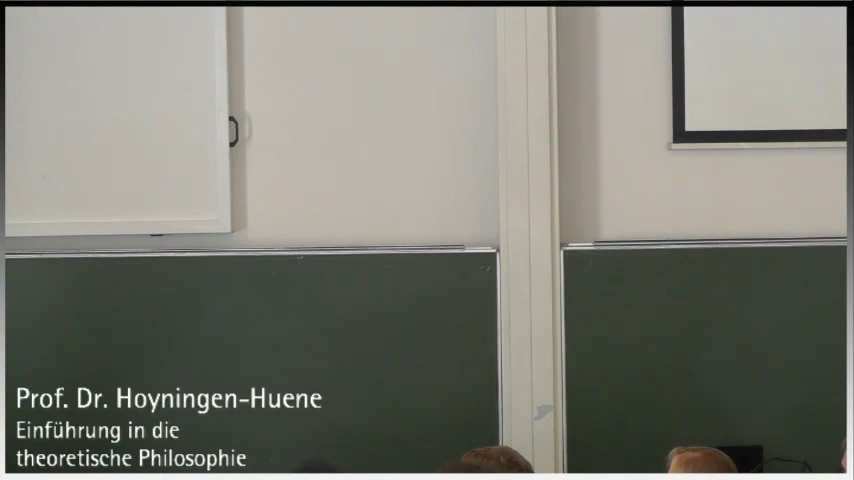 Prof. Dr. Hoyningen-Huene
Einführung in die
theoretische Philosophie